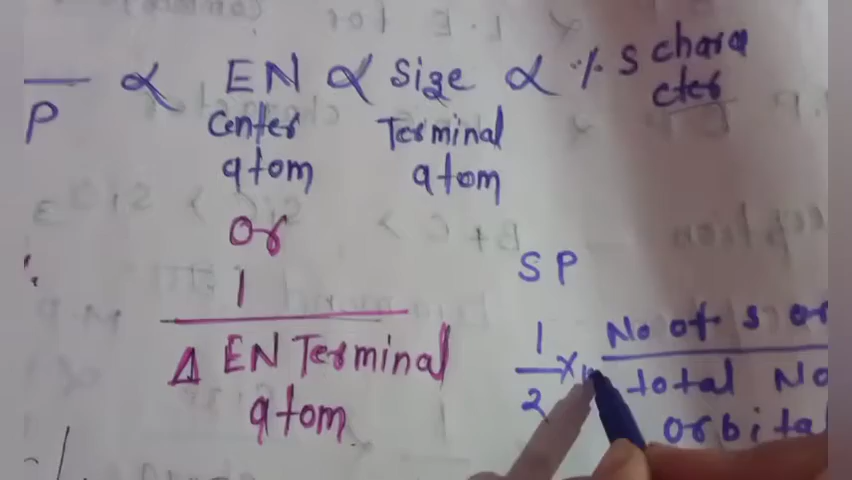 P ∝ EN ∝ Size ∝ % S chara
cter
Center Terminal
atom atom
or
1
Δ EN Terminal
atom
SP
1/2 × No of s or
total No
orbital